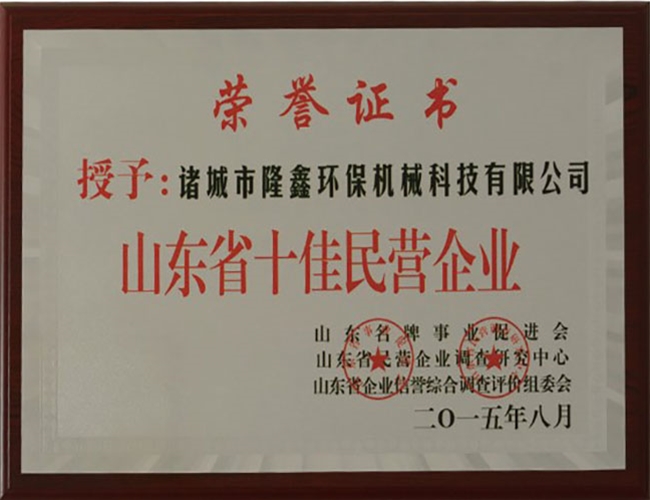 荣誉证书
授予:诸城市隆鑫环保机械科技有限公司
山东省十佳民营企业
山东名牌事业促进会
山东省民营企业调查研究中心
山东省企业信誉综合调查评价组委会
二〇一五年八月